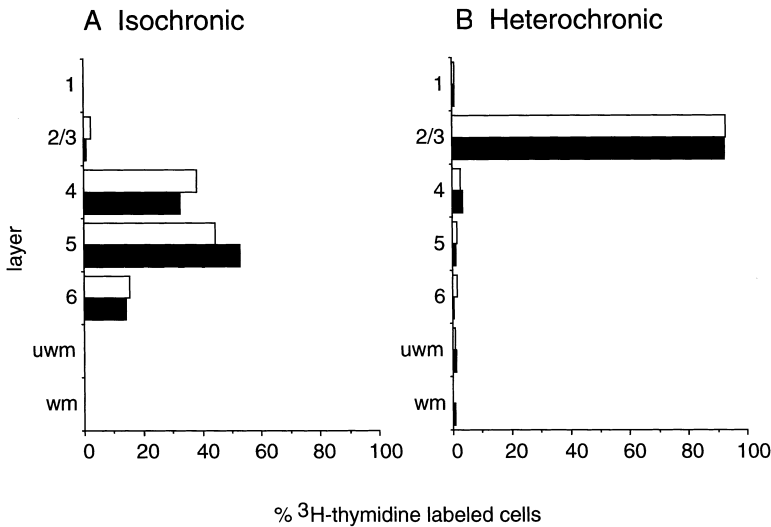 A Isochronic
B Heterochronic
layer
1
2/3
4
5
6
uwm
wm
0 20 40 60 80 100
1
2/3
4
5
6
uwm
wm
0 20 40 60 80 100
% ³H-thymidine labeled cells